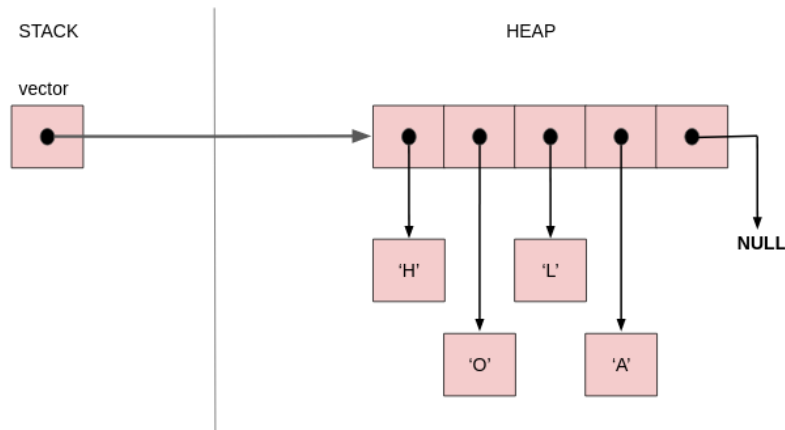 STACK
HEAP
vector
NULL
‘H’
‘L’
‘O’
‘A’